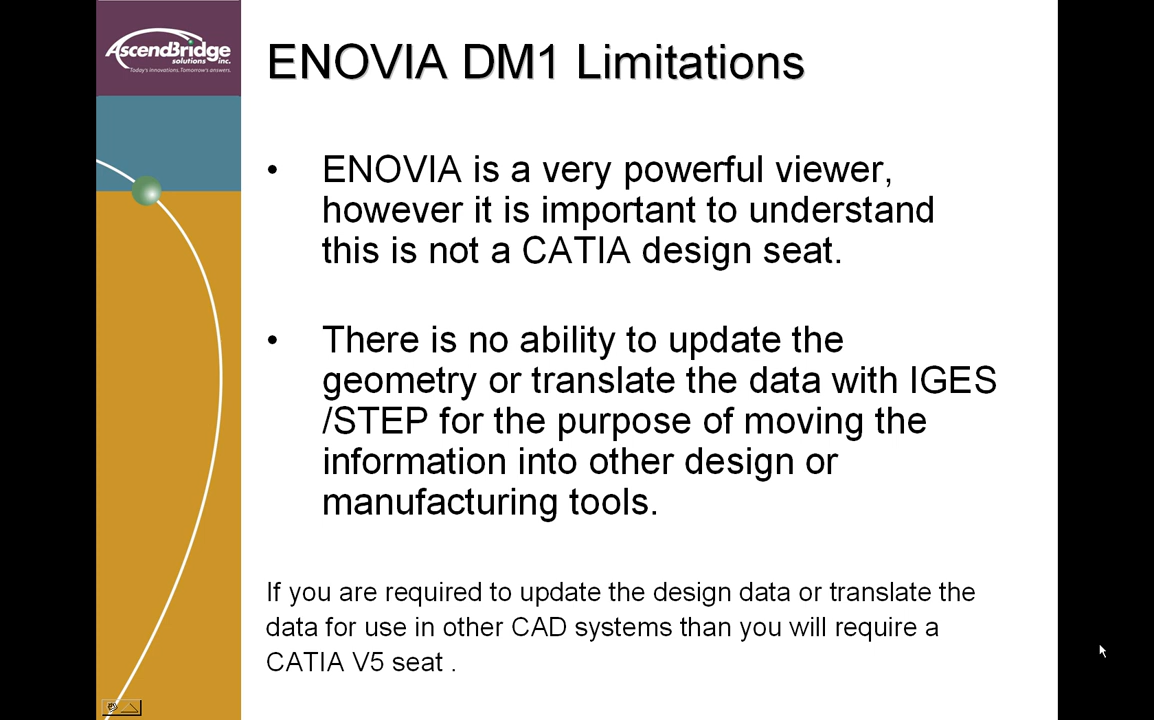 AscendBridge
solutions inc.
Today's innovations. Tomorrow's answers.
ENOVIA DM1 Limitations
• ENOVIA is a very powerful viewer,
however it is important to understand
this is not a CATIA design seat.
• There is no ability to update the
geometry or translate the data with IGES
/STEP for the purpose of moving the
information into other design or
manufacturing tools.
If you are required to update the design data or translate the
data for use in other CAD systems than you will require a
CATIA V5 seat .